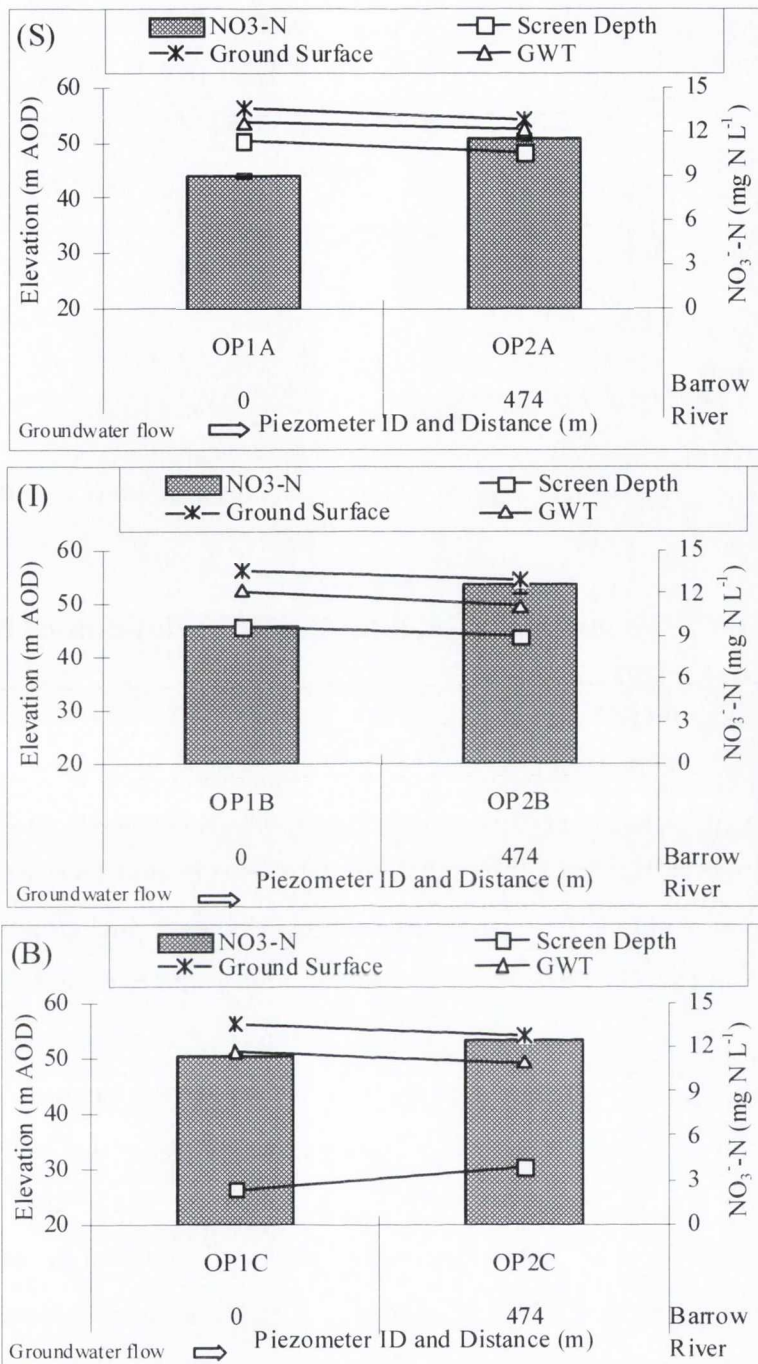 (S)
NO3-N
Screen Depth
Ground Surface
GWT
Elevation (m AOD)
60
50
40
30
20
15
12
9
6
3
0
NO₃⁻-N (mg N L⁻¹)
OP1A
OP2A
0
474
Barrow
River
Groundwater flow
Piezometer ID and Distance (m)
(I)
NO3-N
Screen Depth
Ground Surface
GWT
Elevation (m AOD)
60
50
40
30
20
15
12
9
6
3
0
NO₃⁻-N (mg N L⁻¹)
OP1B
OP2B
0
474
Barrow
River
Groundwater flow
Piezometer ID and Distance (m)
(B)
NO3-N
Screen Depth
Ground Surface
GWT
Elevation (m AOD)
60
50
40
30
20
15
12
9
6
3
0
NO₃⁻-N (mg N L⁻¹)
OP1C
OP2C
0
474
Barrow
River
Groundwater flow
Piezometer ID and Distance (m)